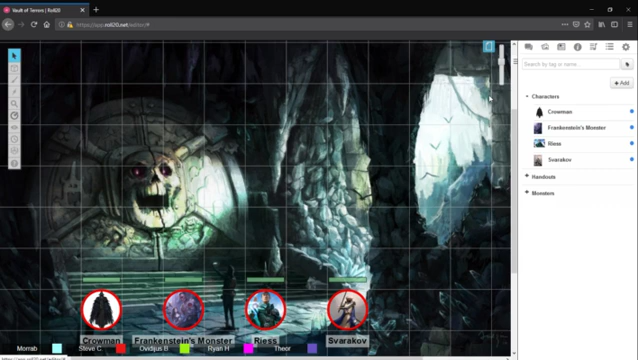 Vault of Terrors | Roll20
https://app.roll20.net/editor/#
Search by tag or name...
+ Add
Characters
Crowman
Frankenstein's Monster
Riess
Svarakov
Handouts
Monsters
Crowman
Frankenstein's Monster
Riess
Svarakov
Morrab
Steve C.
Ovidijus B
Ryan H
Theor